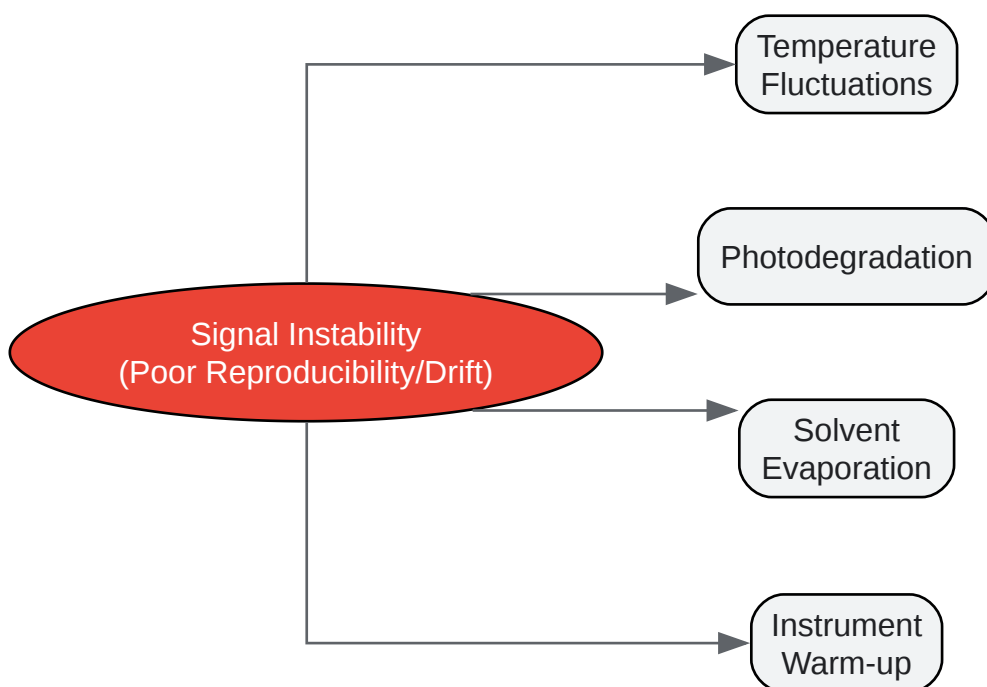 Temperature
Fluctuations
Photodegradation
Signal Instability
(Poor Reproducibility/Drift)
Solvent
Evaporation
Instrument
Warm-up